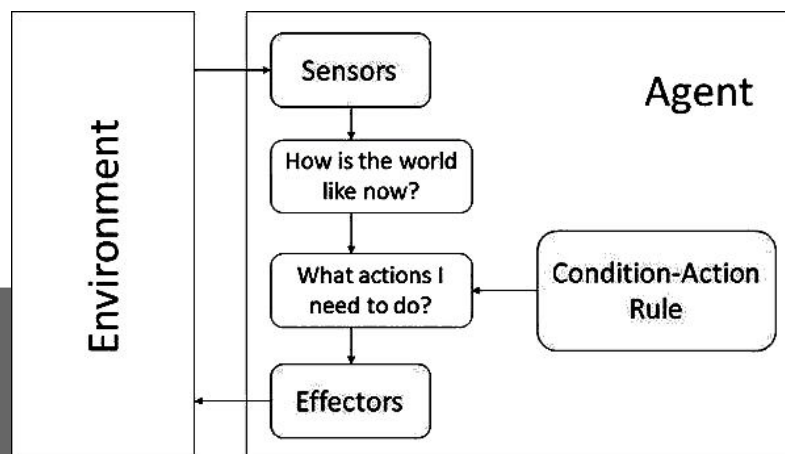 Environment
Sensors
Agent
How is the world
like now?
What actions I
need to do?
Condition-Action
Rule
Effectors